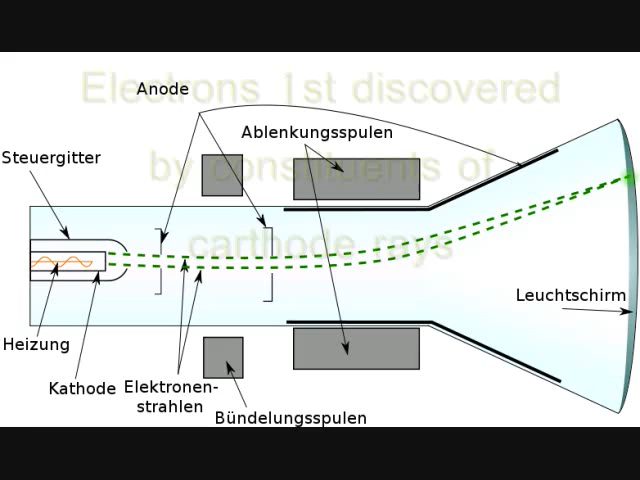 Electrons 1st discovered
by constituents of
carthode rays
Anode
Ablenkungsspulen
Steuergitter
Leuchtschirm
Heizung
Kathode
Elektronen-
strahlen
Bündelungsspulen